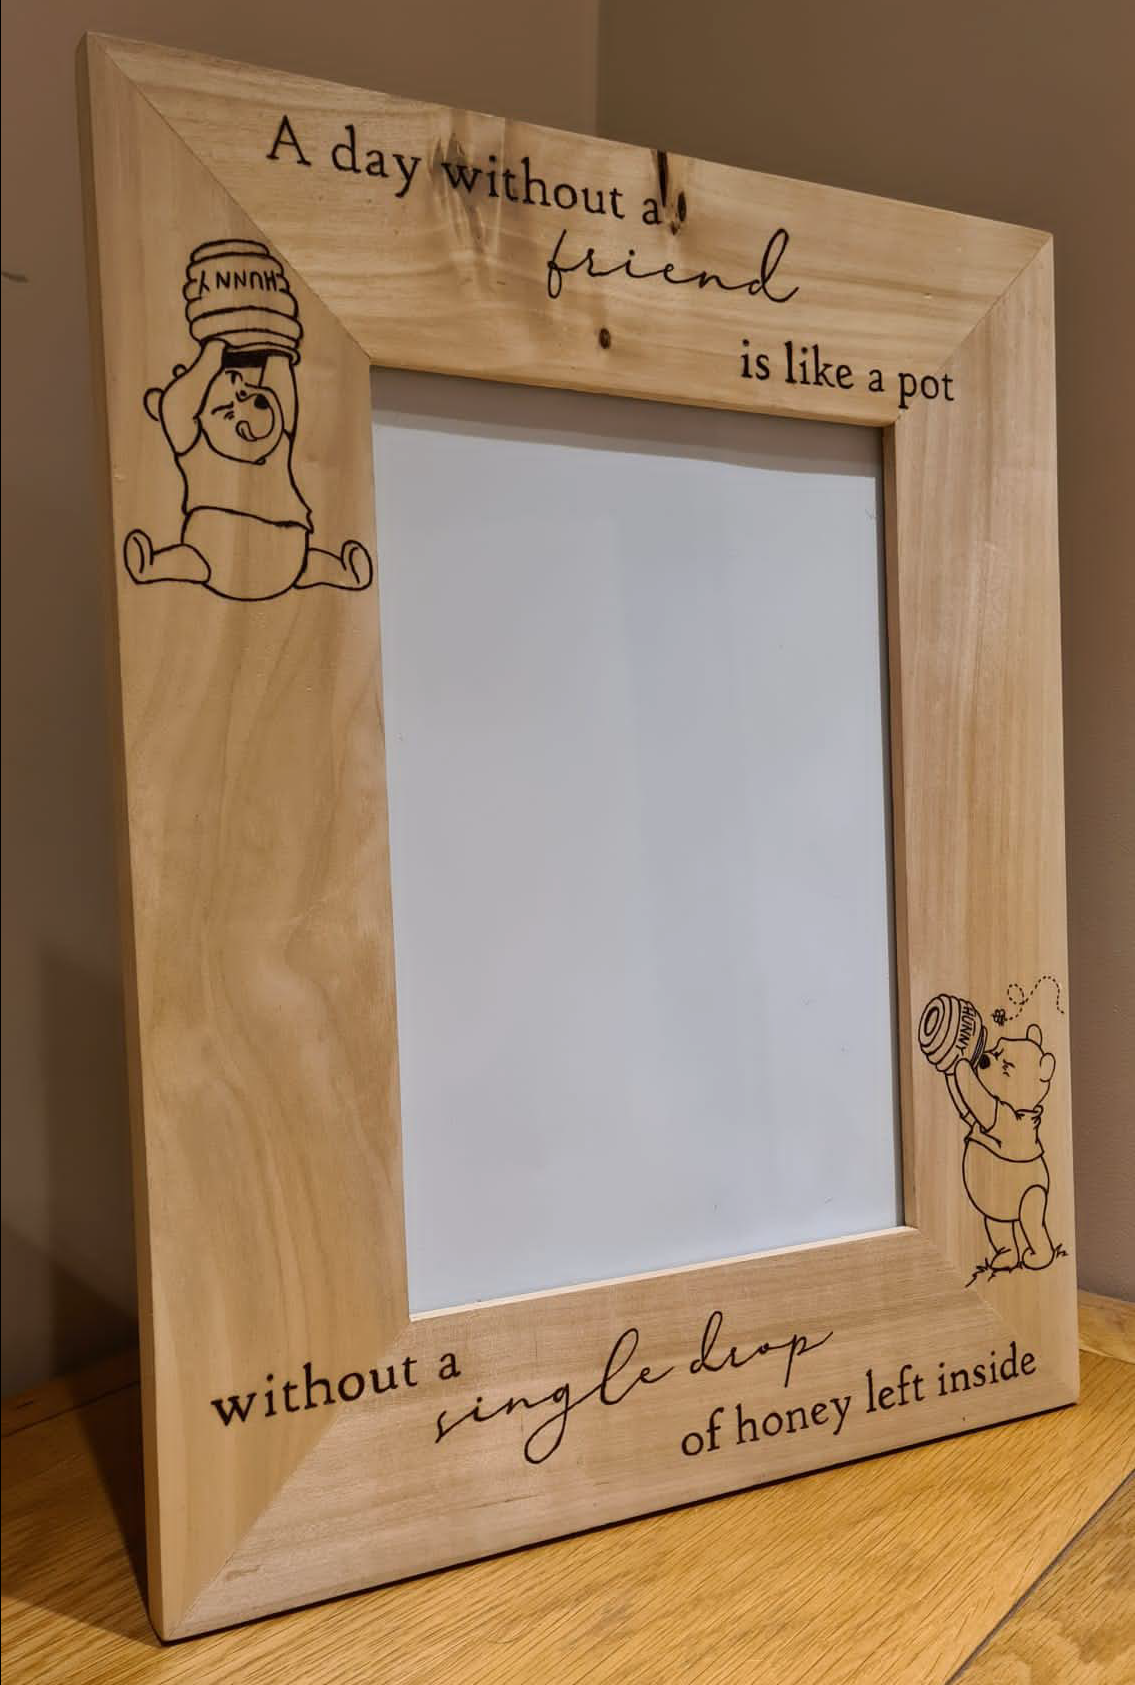 A day without a
friend
is like a pot
HUNNY
HUNNY
without a
single drop
of honey left inside